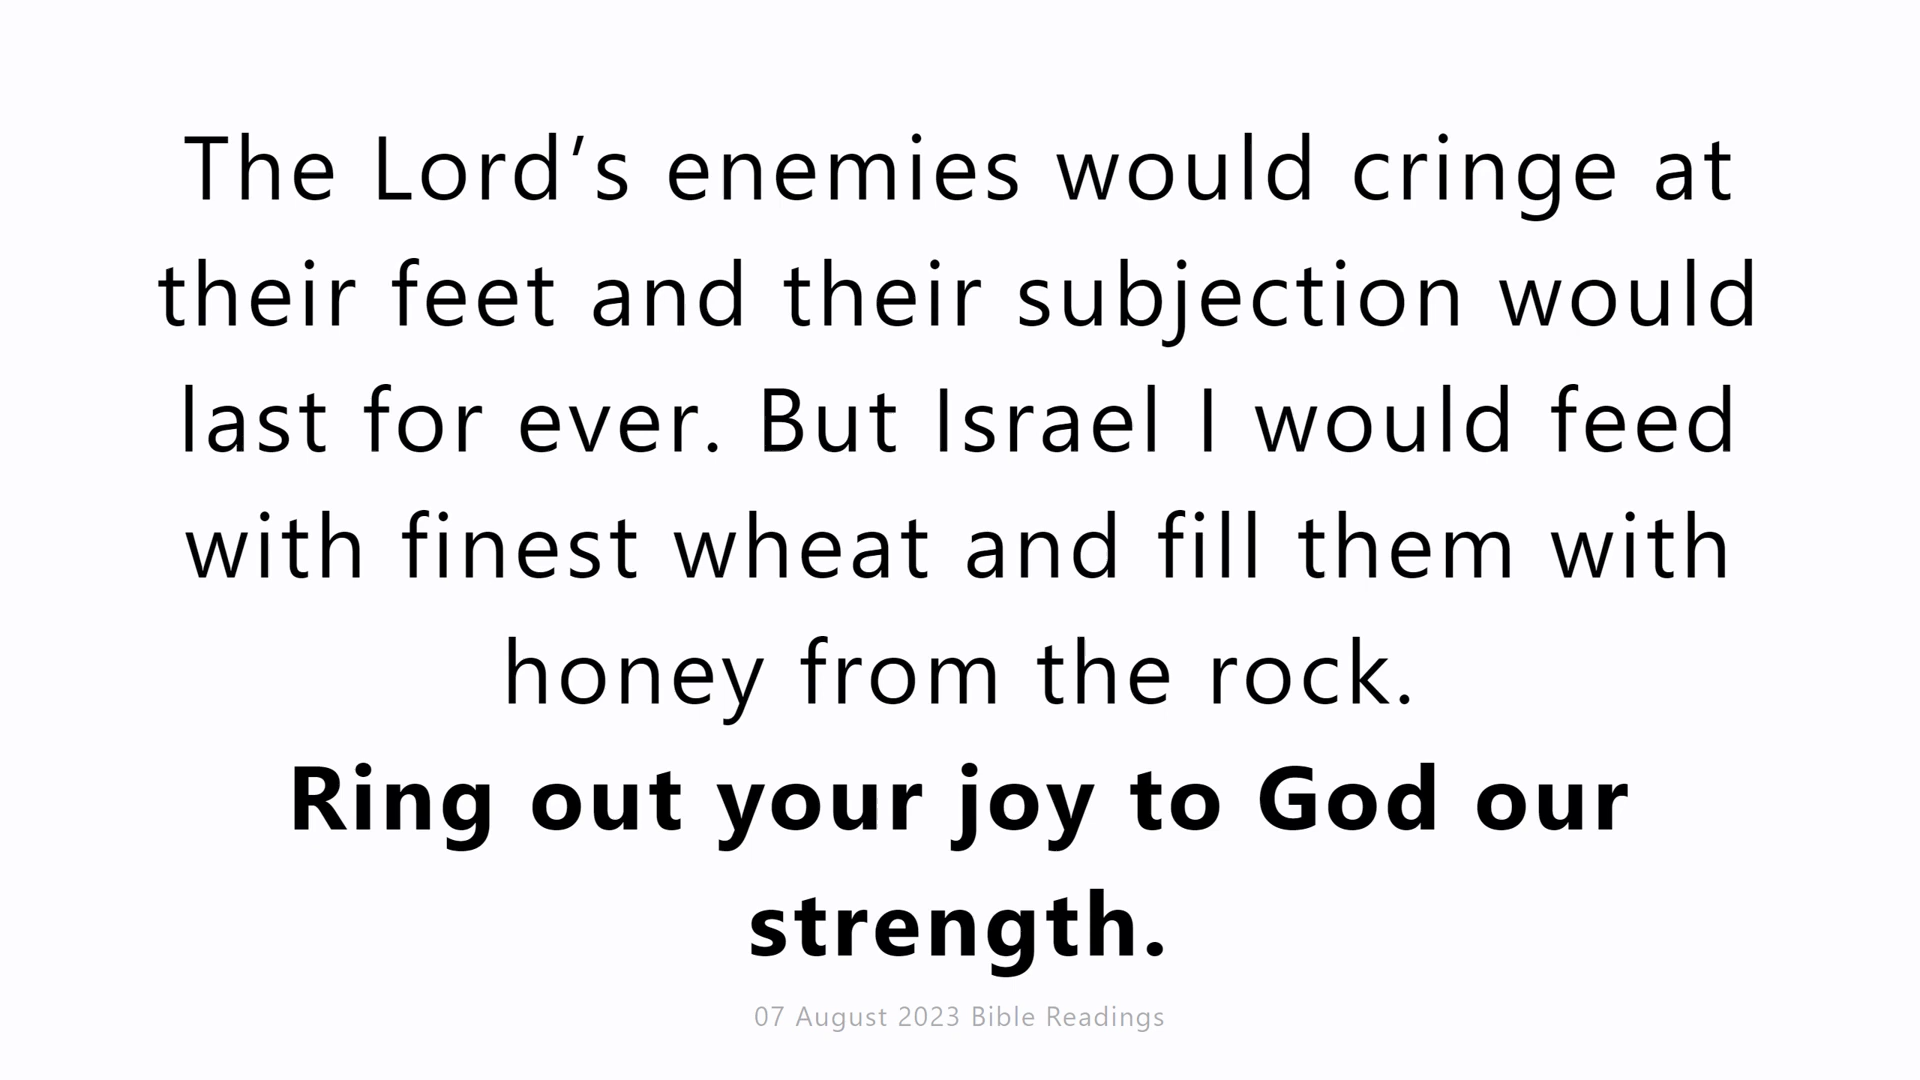 The Lord’s enemies would cringe at
their feet and their subjection would
last for ever. But Israel I would feed
with finest wheat and fill them with
honey from the rock.
Ring out your joy to God our
strength.
07 August 2023 Bible Readings